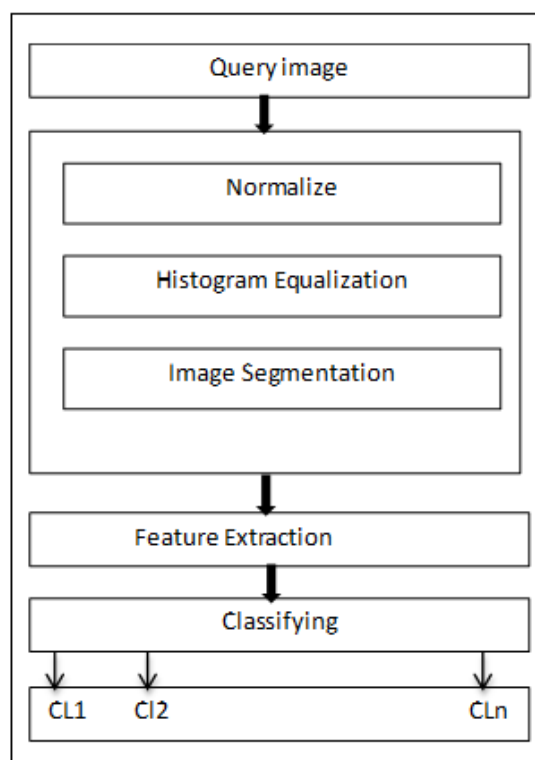 Query image
Normalize
Histogram Equalization
Image Segmentation
Feature Extraction
Classifying
CL1 Cl2 CLn